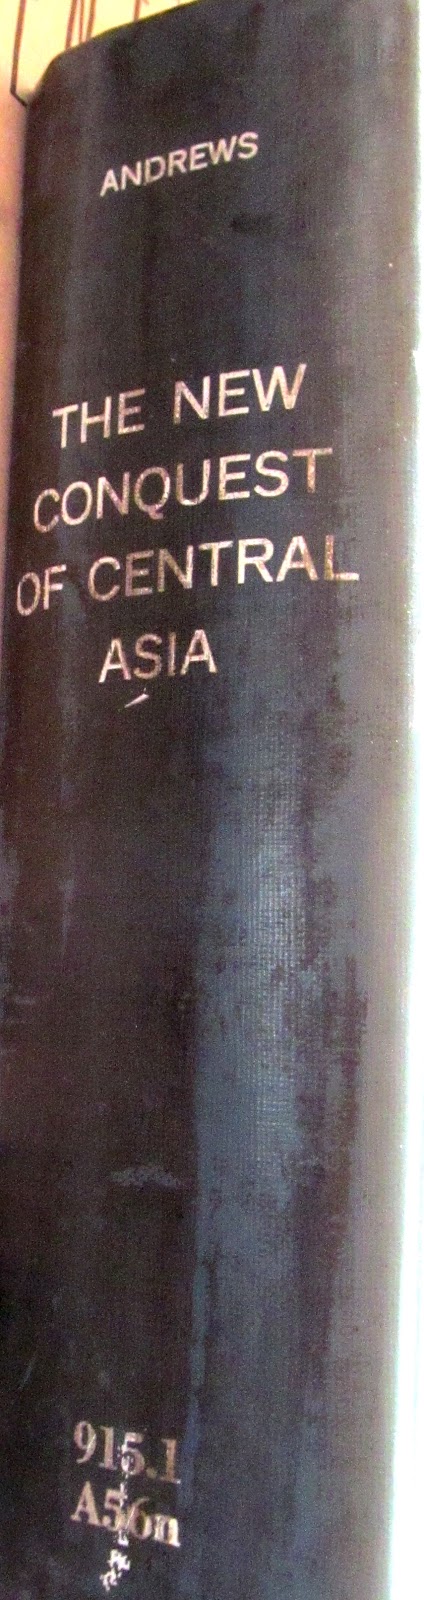 ANDREWS
THE NEW
CONQUEST
OF CENTRAL
ASIA
915.1
A56n